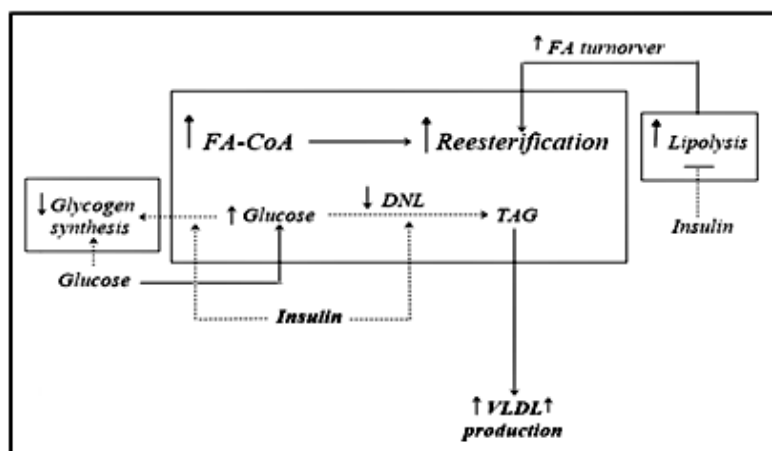 ↑ FA turnorver
↑ FA-CoA
↑ Reesterification
↑ Lipolysis
↓ Glycogen
synthesis
↑ Glucose
↓ DNL
TAG
Insulin
Glucose
Insulin
↑ VLDL↑
production